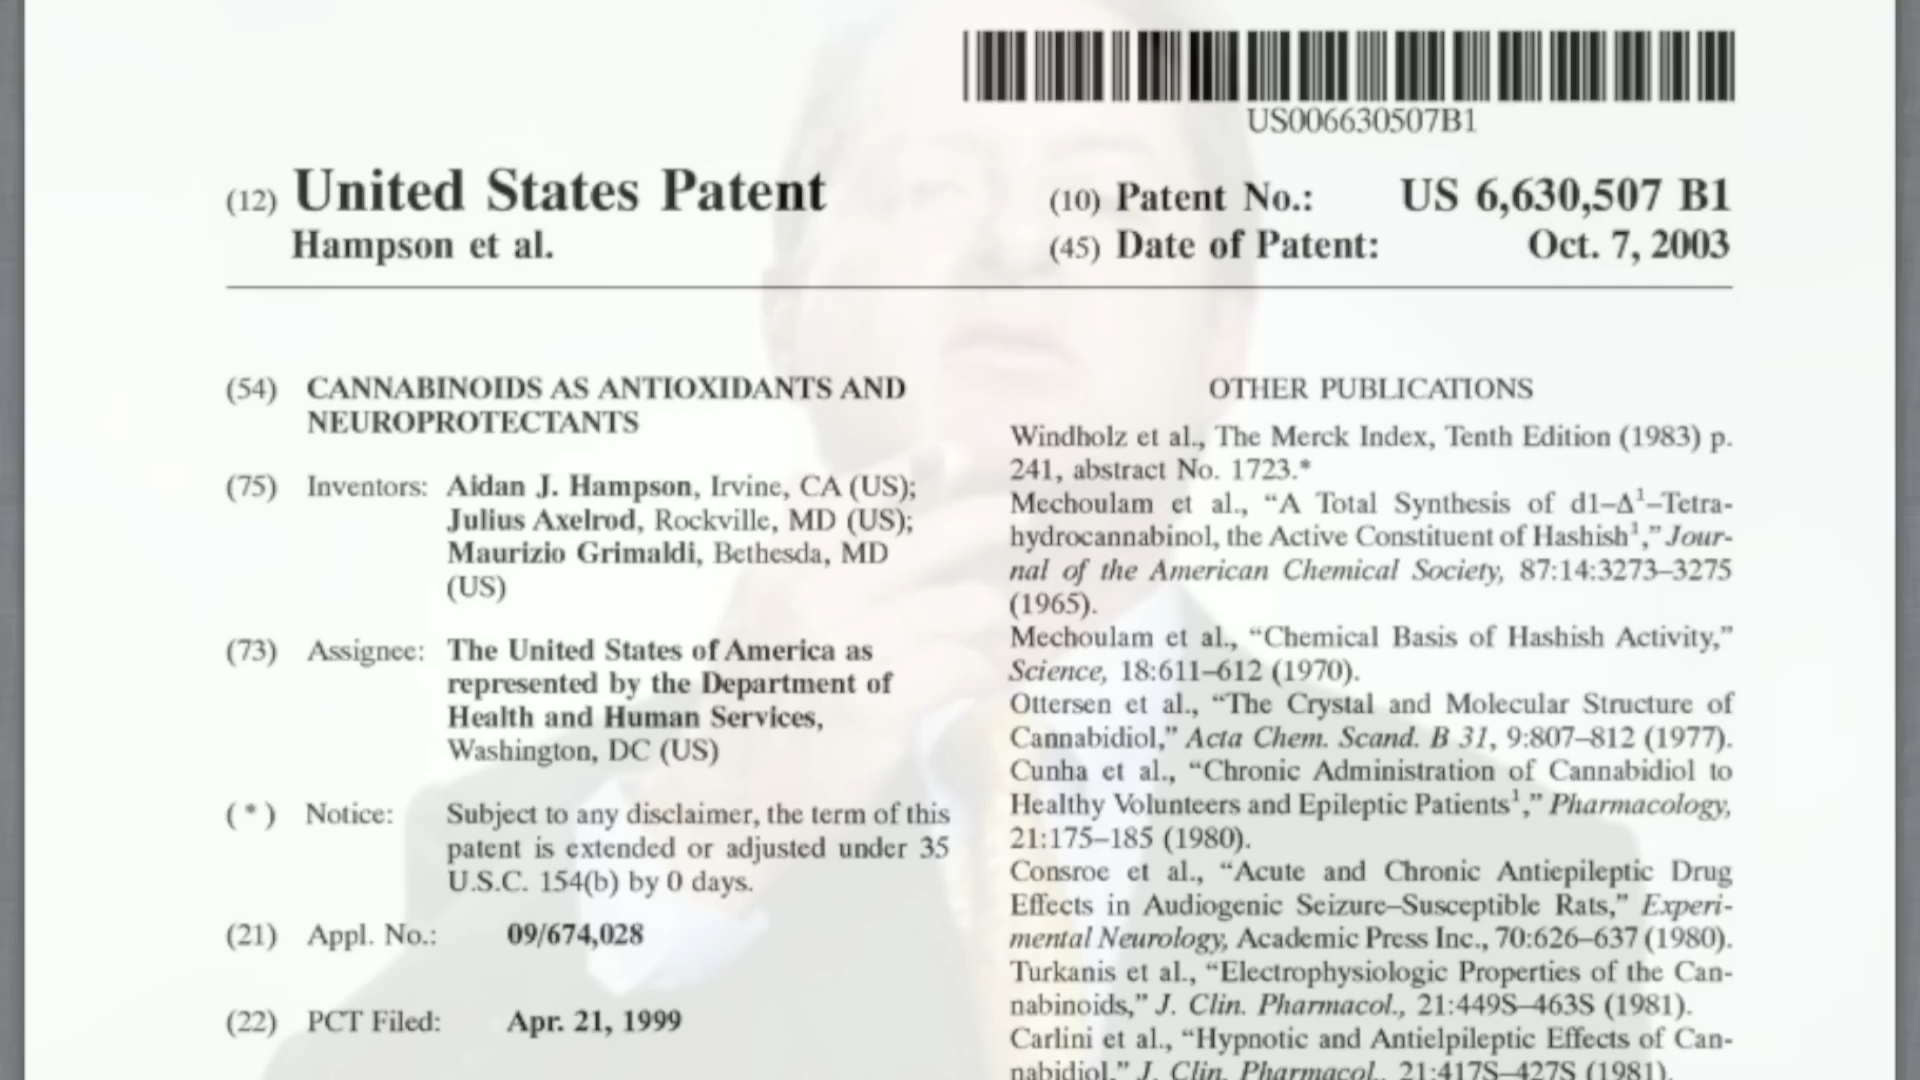 US006630507B1
(12) United States Patent
Hampson et al.
(10) Patent No.: US 6,630,507 B1
(45) Date of Patent: Oct. 7, 2003
(54) CANNABINOIDS AS ANTIOXIDANTS AND
NEUROPROTECTANTS
(75) Inventors: Aidan J. Hampson, Irvine, CA (US);
Julius Axelrod, Rockville, MD (US);
Maurizio Grimaldi, Bethesda, MD
(US)
(73) Assignee: The United States of America as
represented by the Department of
Health and Human Services,
Washington, DC (US)
( * ) Notice: Subject to any disclaimer, the term of this
patent is extended or adjusted under 35
U.S.C. 154(b) by 0 days.
(21) Appl. No.: 09/674,028
(22) PCT Filed: Apr. 21, 1999
OTHER PUBLICATIONS
Windholz et al., The Merck Index, Tenth Edition (1983) p.
241, abstract No. 1723.*
Mechoulam et al., “A Total Synthesis of dl–Δ¹–Tetra-
hydrocannabinol, the Active Constituent of Hashish¹,” Jour-
nal of the American Chemical Society, 87:14:3273–3275
(1965).
Mechoulam et al., “Chemical Basis of Hashish Activity,”
Science, 18:611–612 (1970).
Ottersen et al., “The Crystal and Molecular Structure of
Cannabidiol,” Acta Chem. Scand. B 31, 9:807–812 (1977).
Cunha et al., “Chronic Administration of Cannabidiol to
Healthy Volunteers and Epileptic Patients¹,” Pharmacology,
21:175–185 (1980).
Consroe et al., “Acute and Chronic Antiepileptic Drug
Effects in Audiogenic Seizure–Susceptible Rats,” Experi-
mental Neurology, Academic Press Inc., 70:626–637 (1980).
Turkanis et al., “Electrophysiologic Properties of the Can-
nabinoids,” J. Clin. Pharmacol., 21:449S–463S (1981).
Carlini et al., “Hypnotic and Antielpileptic Effects of Can-
nabidiol,” J. Clin. Pharmacol., 21:417S–427S (1981).